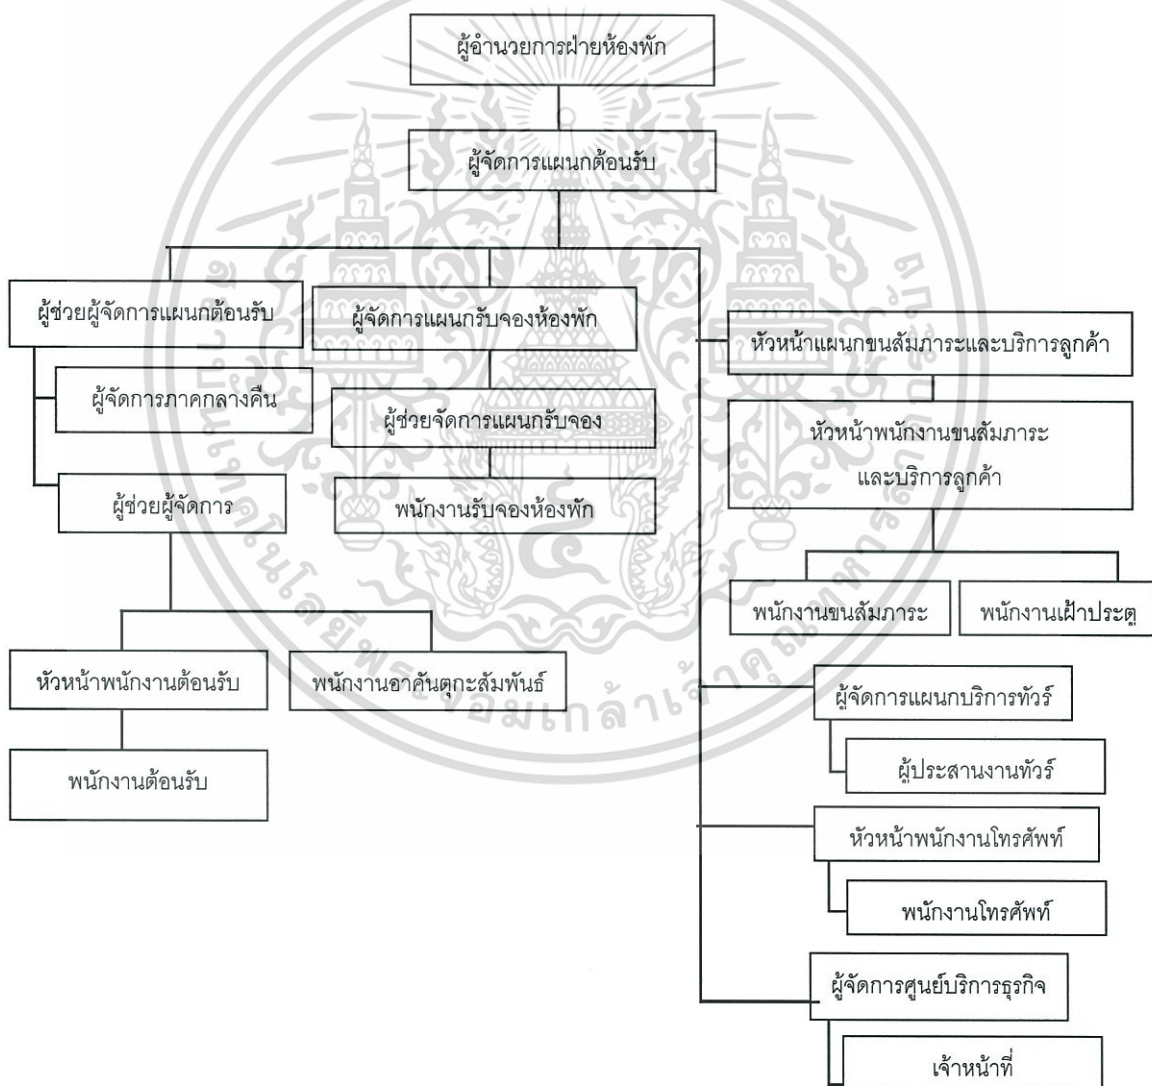 ผู้อำนวยการฝ่ายห้องพัก
ผู้จัดการแผนกต้อนรับ
ผู้ช่วยผู้จัดการแผนกต้อนรับ
ผู้จัดการภาคกลางคืน
ผู้ช่วยผู้จัดการ
หัวหน้าพนักงานต้อนรับ
พนักงานต้อนรับ
พนักงานอาคันตุกะสัมพันธ์
ผู้จัดการแผนกรับจองห้องพัก
ผู้ช่วยจัดการแผนกรับจอง
พนักงานรับจองห้องพัก
หัวหน้าแผนกขนสัมภาระและบริการลูกค้า
หัวหน้าพนักงานขนสัมภาระ
และบริการลูกค้า
พนักงานขนสัมภาระ
พนักงานเฝ้าประตู
ผู้จัดการแผนกบริการทัวร์
ผู้ประสานงานทัวร์
หัวหน้าพนักงานโทรศัพท์
พนักงานโทรศัพท์
ผู้จัดการศูนย์บริการธุรกิจ
เจ้าหน้าที่